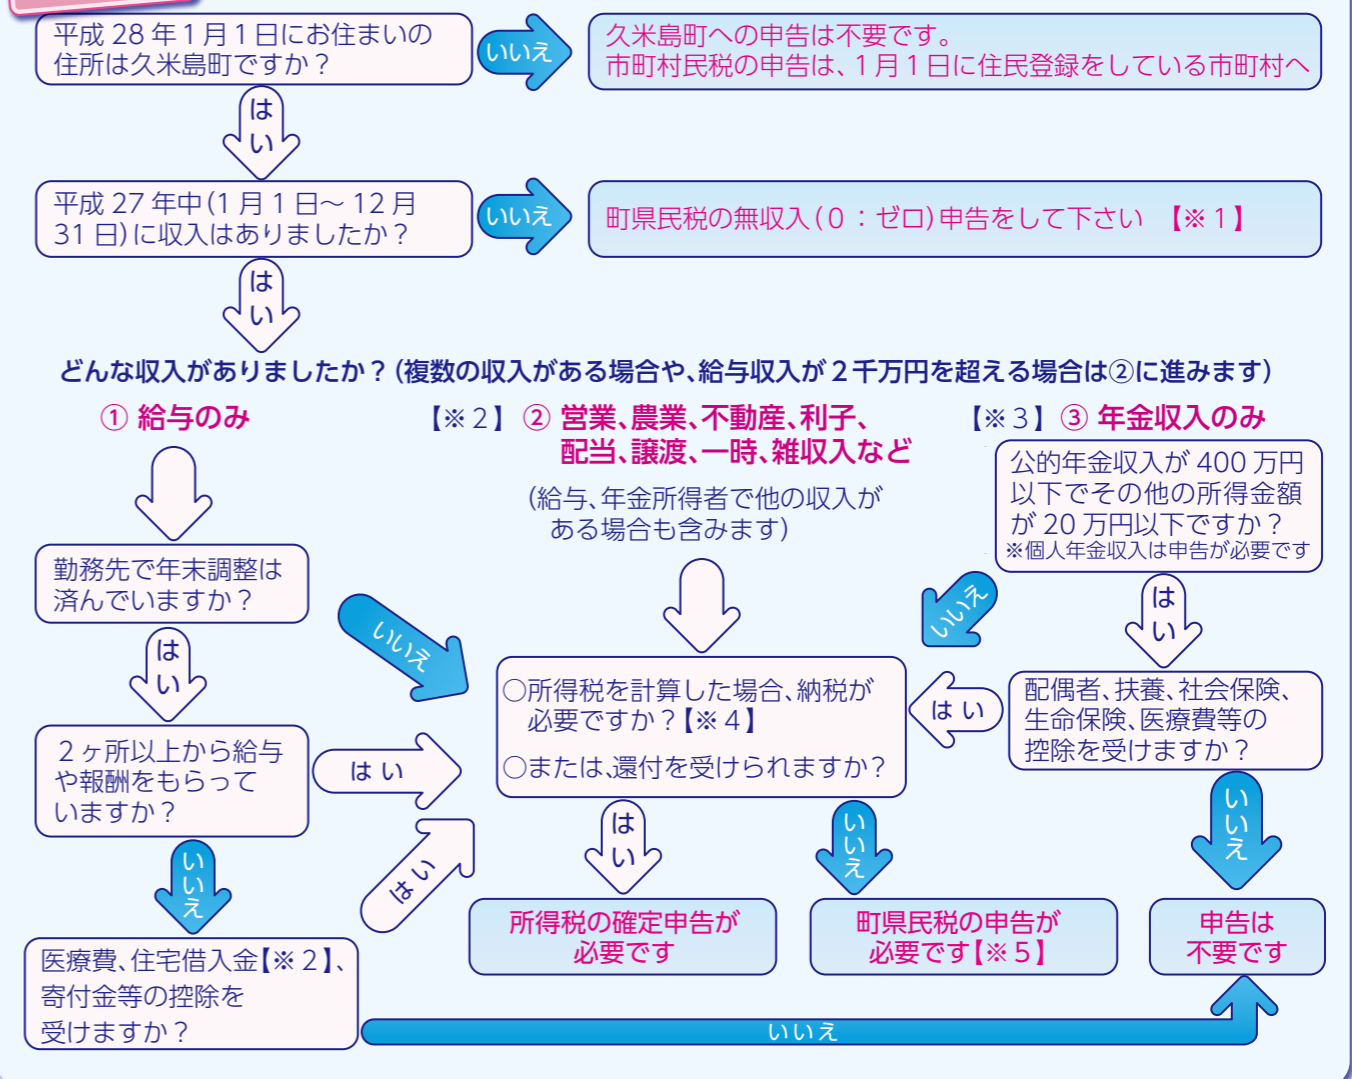 平成 28 年 1 月 1 日にお住まいの
住所は久米島町ですか？
いいえ
久米島町への申告は不要です。
市町村民税の申告は、1 月 1 日に住民登録をしている市町村へ
はい
平成 27 年中（1 月 1 日～ 12 月
31 日）に収入はありましたか？
いいえ
町県民税の無収入（０：ゼロ）申告をして下さい 【※１】
はい
どんな収入がありましたか？（複数の収入がある場合や、給与収入が２千万円を超える場合は②に進みます）
① 給与のみ
【※２】② 営業、農業、不動産、利子、
配当、譲渡、一時、雑収入など
（給与、年金所得者で他の収入が
ある場合も含みます）
【※３】③ 年金収入のみ
公的年金収入が 400 万円
以下でその他の所得金額
が 20 万円以下ですか？
※個人年金収入は申告が必要です
勤務先で年末調整は
済んでいますか？
いいえ
いいえ
はい
はい
○所得税を計算した場合、納税が
必要ですか？【※４】
○または、還付を受けられますか？
はい
配偶者、扶養、社会保険、
生命保険、医療費等の
控除を受けますか？
２ヶ所以上から給与
や報酬をもらって
いますか？
はい
はい
いいえ
はい
いいえ
いいえ
所得税の確定申告が
必要です
町県民税の申告が
必要です【※５】
申告は
不要です
医療費、住宅借入金【※２】、
寄付金等の控除を
受けますか？
いいえ